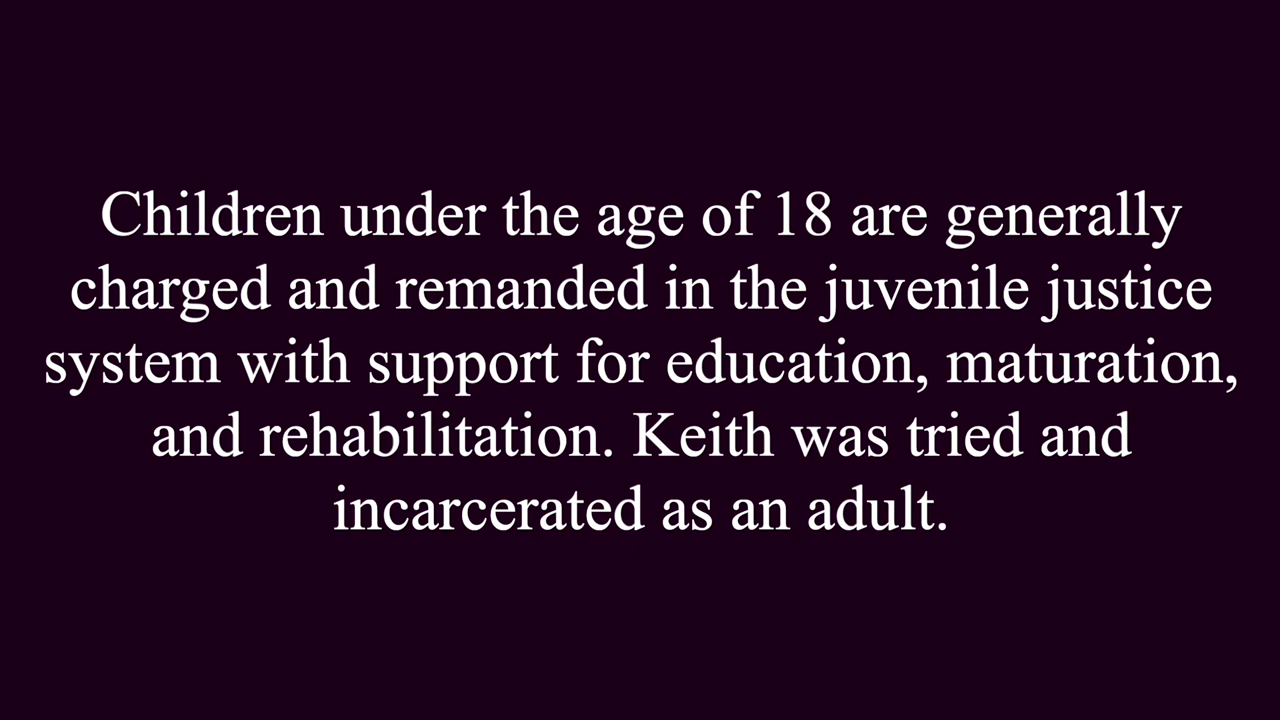 Children under the age of 18 are generally
charged and remanded in the juvenile justice
system with support for education, maturation,
and rehabilitation. Keith was tried and
incarcerated as an adult.